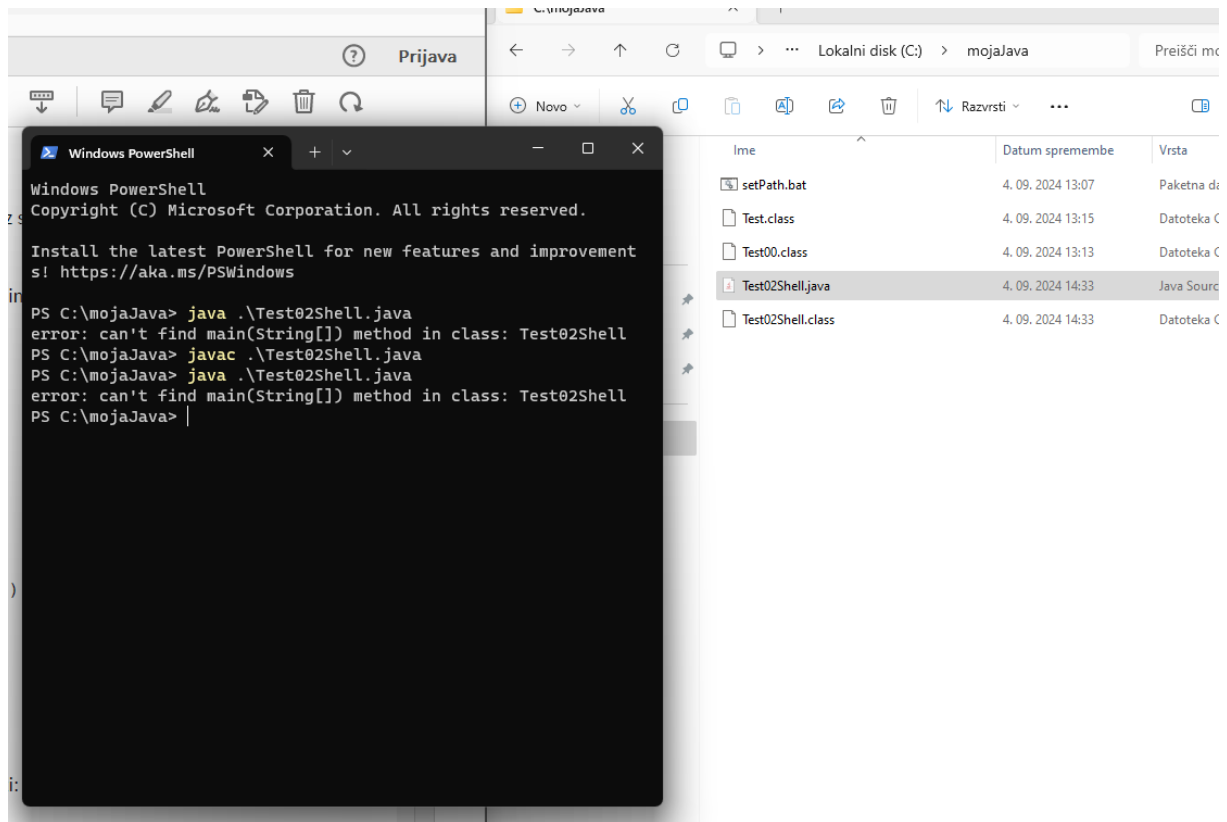 Prijava
Windows PowerShell
Windows PowerShell
Copyright (C) Microsoft Corporation. All rights reserved.
Install the latest PowerShell for new features and improvement
s! https://aka.ms/PSWindows
PS C:\mojaJava> java .\Test02Shell.java
error: can't find main(String[]) method in class: Test02Shell
PS C:\mojaJava> javac .\Test02Shell.java
PS C:\mojaJava> java .\Test02Shell.java
error: can't find main(String[]) method in class: Test02Shell
PS C:\mojaJava>
C:\mojaJava
Lokalni disk (C:) > mojaJava
Preišči mo
Novo
Razvrsti
Ime Datum spremembe Vrsta
setPath.bat 4. 09. 2024 13:07 Paketna da
Test.class 4. 09. 2024 13:15 Datoteka C
Test00.class 4. 09. 2024 13:13 Datoteka C
Test02Shell.java 4. 09. 2024 14:33 Java Sourc
Test02Shell.class 4. 09. 2024 14:33 Datoteka C